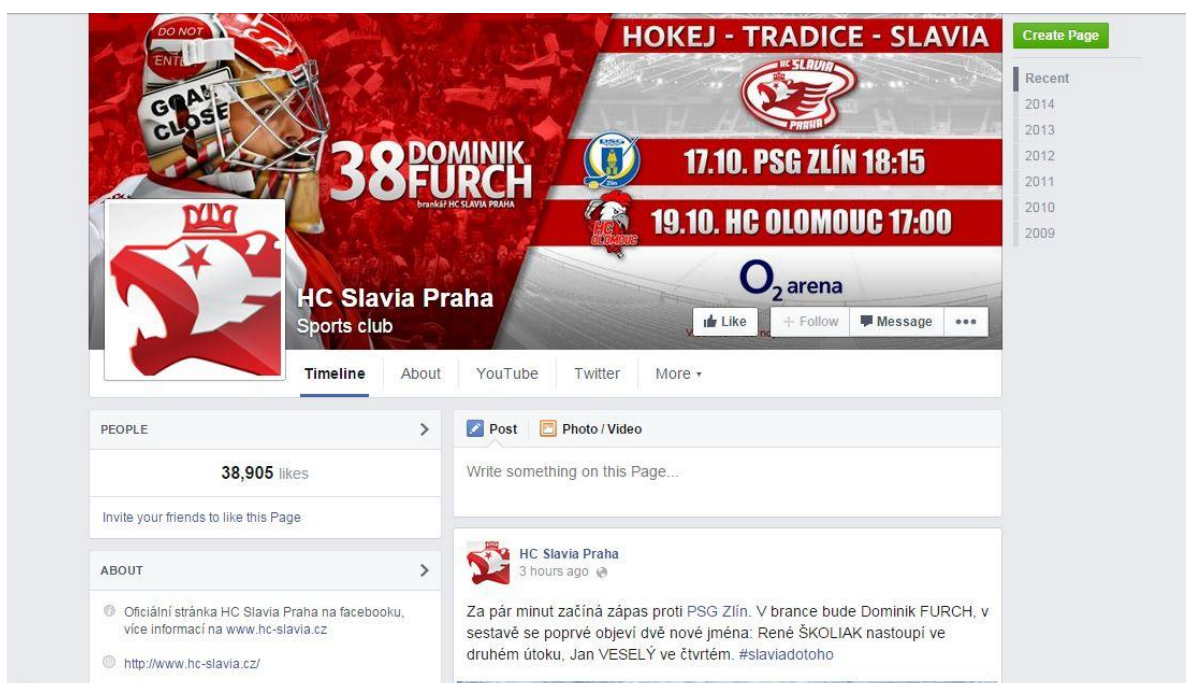 DO NOT
ENTER
GOAL
CLOSE
HOKEJ - TRADICE - SLAVIA
HC SLAVIA
PRAHA
38 DOMINIK
FURCH
brankář HC SLAVIA PRAHA
PSG
Zlín
17.10. PSG ZLÍN 18:15
HC
OLOMOUC
19.10. HC OLOMOUC 17:00
O2 arena
HC Slavia Praha
Sports club
Like
+ Follow
Message
•••
Timeline
About
YouTube
Twitter
More
Create Page
Recent
2014
2013
2012
2011
2010
2009
PEOPLE
38,905 likes
Invite your friends to like this Page
ABOUT
Oficiální stránka HC Slavia Praha na facebooku,
více informací na www.hc-slavia.cz
http://www.hc-slavia.cz/
Post
Photo / Video
Write something on this Page...
HC Slavia Praha
3 hours ago
Za pár minut začíná zápas proti PSG Zlín. V brance bude Dominik FURCH, v
sestavě se poprvé objeví dvě nové jména: René ŠKOLIAK nastoupí ve
druhém útoku, Jan VESELÝ ve čtvrtém. #slaviadotoho